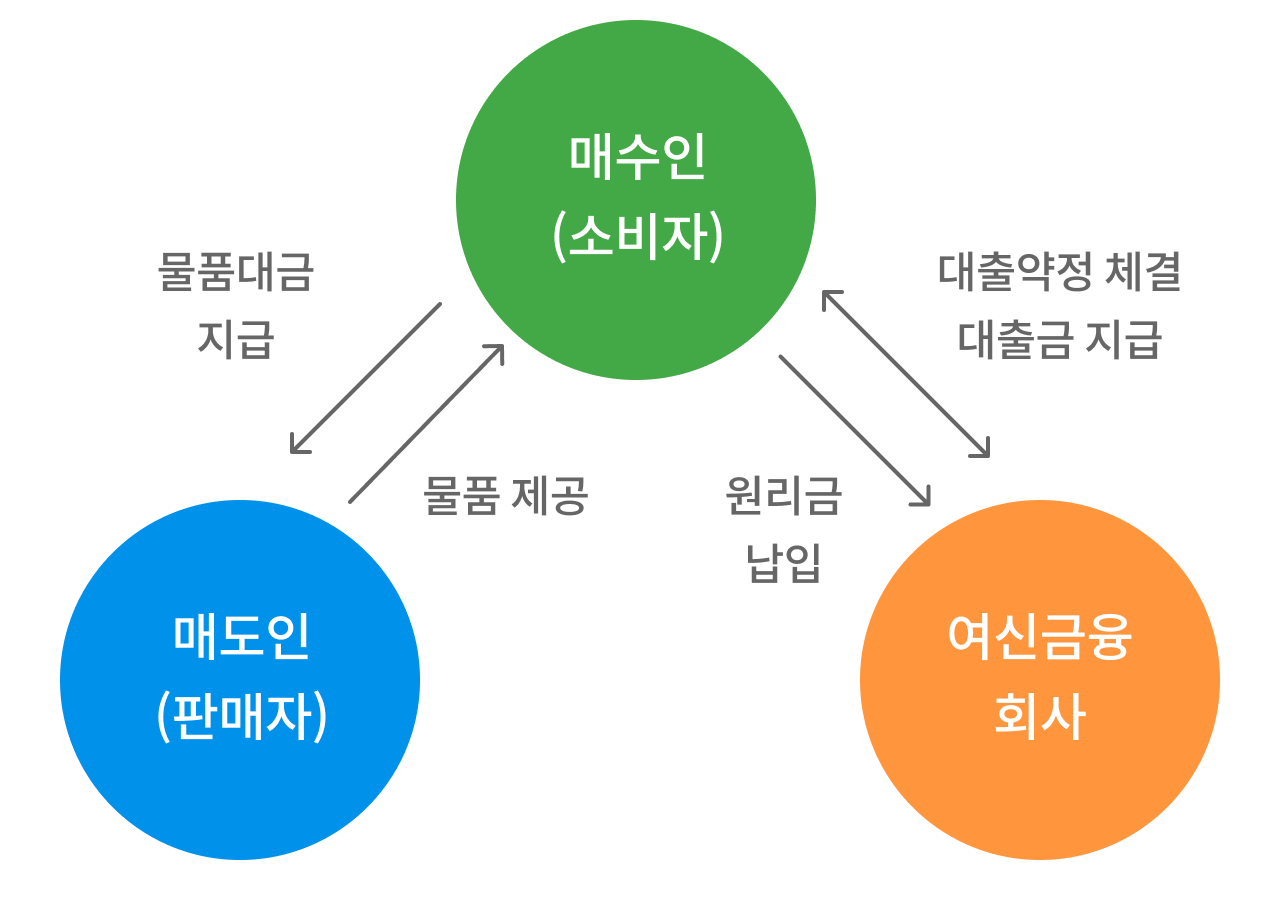 매수인
(소비자)
물품대금
지급
대출약정 체결
대출금 지급
물품 제공
원리금
납입
매도인
(판매자)
여신금융
회사